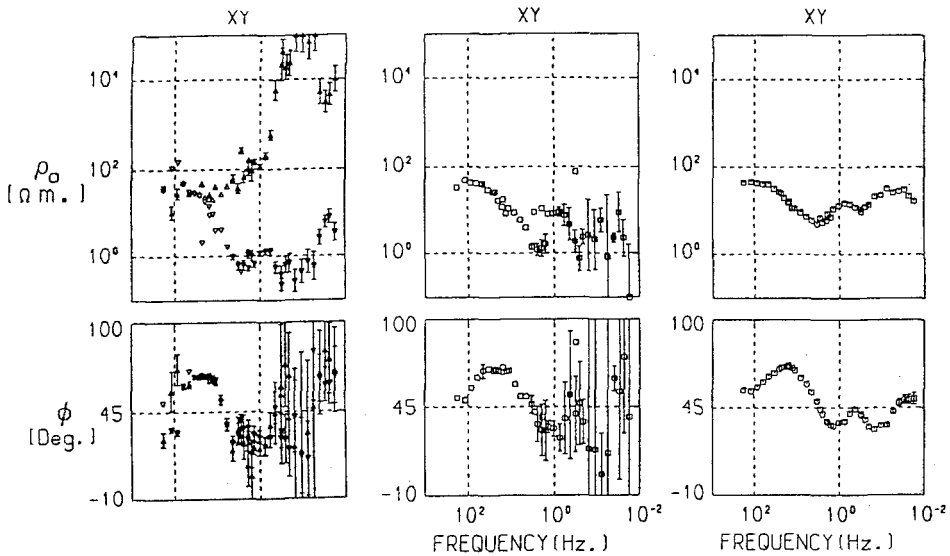 XY
XY
XY
10⁴
10²
10⁰
ρₐ
[Ω m.]
10⁴
10²
10⁰
10⁴
10²
10⁰
100
45
-10
φ
[Deg.]
100
45
-10
100
45
-10
10² 10⁰ 10⁻²
10² 10⁰ 10⁻²
FREQUENCY(Hz.)
FREQUENCY(Hz.)